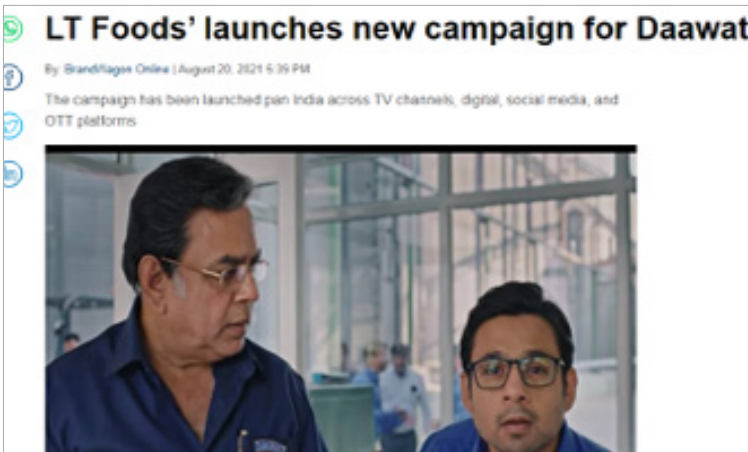 LT Foods' launches new campaign for Daawat
By: BrandWagon Online | August 20, 2021 5:39 PM
The campaign has been launched pan India across TV channels, digital, social media, and
OTT platforms